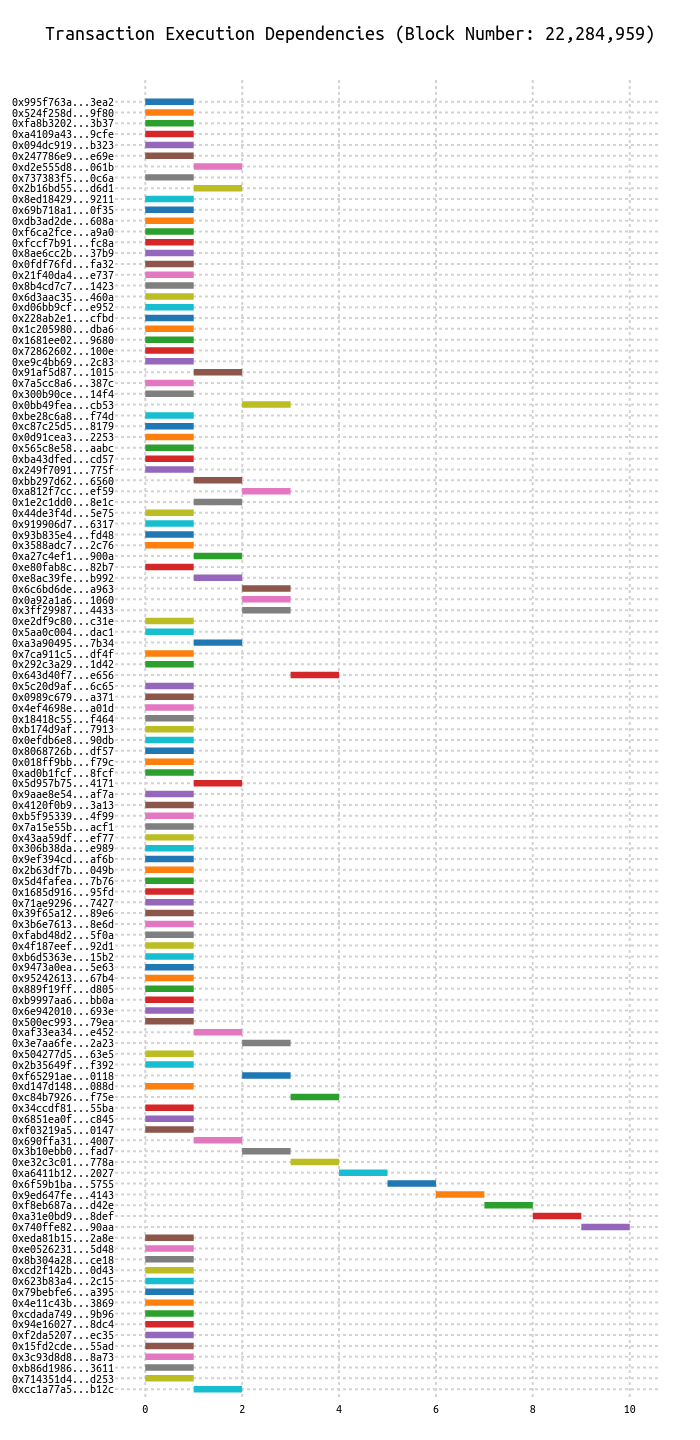 Transaction Execution Dependencies (Block Number: 22,284,959)
0x995f763a...3ea2
0x524f258d...9f80
0xfa8b3202...3b37
0xa4109a43...9cfe
0x094dc919...b323
0x247786e9...e69e
0xd2e555d8...061b
0x737383f5...0c6a
0x2b16bd55...d6d1
0x8ed18429...9211
0x69b718a1...0f35
0xdb3ad2de...608a
0xf6ca2fce...a9a0
0xfccf7b91...fc8a
0x8ae6cc2b...37b9
0x0fdf76fd...fa32
0x21f40da4...e737
0x8b4cd7c7...1423
0x6d3aac35...460a
0xd06bb9cf...e952
0x228ab2e1...cfbd
0x1c205980...dba6
0x1681ee02...9680
0x72862602...100e
0xe9c4bb69...2c83
0x91af5d87...1015
0x7a5cc8a6...387c
0x300b90ce...14f4
0x0bb49fea...cb53
0xbe28c6a8...f74d
0xc87c25d5...8179
0x0d91cea3...2253
0x565c8e58...aabc
0xba43dfed...cd57
0x249f7091...775f
0xbb297d62...6560
0xa812f7cc...ef59
0x1e2c1dd0...8e1c
0x44de3f4d...5e75
0x919906d7...6317
0x93b835e4...fd48
0x3588adc7...2c76
0xa27c4ef1...900a
0xe80fab8c...82b7
0xe8ac39fe...b992
0x6c6bd6de...a963
0x0a92a1a6...1060
0x3ff29987...4433
0xe2df9c80...c31e
0x5aa0c004...dac1
0xa3a90495...7b34
0x7ca911c5...df4f
0x292c3a29...1d42
0x643d40f7...e656
0x5c20d9af...6c65
0x0989c679...a371
0x4ef4698e...a01d
0x18418c55...f464
0xb174d9af...7913
0x0efdb6e8...90db
0x8068726b...df57
0x018ff9bb...f79c
0xad0b1fcf...8fcf
0x5d957b75...4171
0x9aae8e54...af7a
0x4120f0b9...3a13
0xb5f95339...4f99
0x7a15e55b...acf1
0x43aa59df...ef77
0x306b38da...e989
0x9ef394cd...af6b
0x2b63df7b...049b
0x5d4fafea...7b76
0x1685d916...95fd
0x71ae9296...7427
0x39f65a12...89e6
0x3b6e7613...8e6d
0xfabd48d2...5f0a
0x4f187eef...92d1
0xb6d5363e...15b2
0x9473a0ea...5e63
0x95242613...67b4
0x889f19ff...d805
0xb9997aa6...bb0a
0x6e942010...693e
0x500ec993...79ea
0xaf33ea34...e452
0x3e7aa6fe...2a23
0x504277d5...63e5
0x2b35649f...f392
0xf65291ae...0118
0xd147d148...088d
0xc84b7926...f75e
0x34ccdf81...55ba
0x6851ea0f...c845
0xf03219a5...0147
0x690ffa31...4007
0x3b10ebb0...fad7
0xe32c3c01...778a
0xa6411b12...2027
0x6f59b1ba...5755
0x9ed647fe...4143
0xf8eb687a...d42e
0xa31e0bd9...8def
0x740ffe82...90aa
0xeda81b15...2a8e
0xe0526231...5d48
0x8b304a28...ce18
0xcd2f142b...0d43
0x623b83a4...2c15
0x79bebfe6...a395
0x4e11c43b...3869
0xcdada749...9b96
0x94e16027...8dc4
0xf2da5207...ec35
0x15fd2cde...55ad
0x3c93d8d8...8a73
0xb86d1986...3611
0x714351d4...d253
0xcc1a77a5...b12c
0 2 4 6 8 10